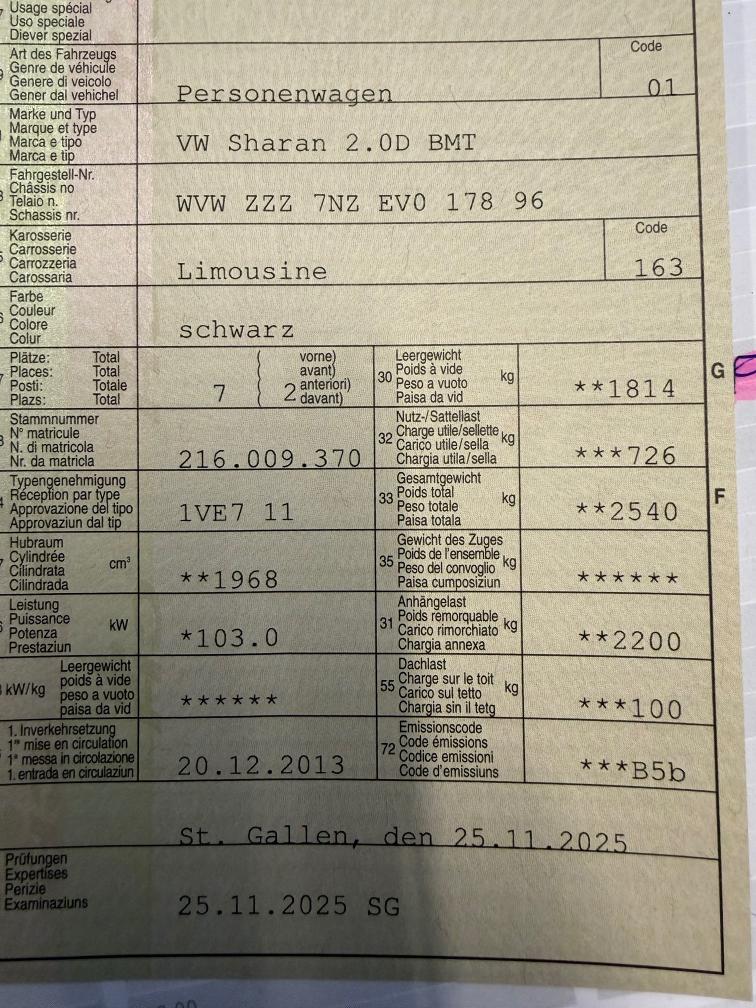 Usage spécial
Uso speciale
Diever spezial
Art des Fahrzeugs
Genre de véhicule
Genere di veicolo
Gener dal vehichel
Personenwagen
Code
01
Marke und Typ
Marque et type
Marca e tipo
Marca e tip
VW Sharan 2.0D BMT
Fahrgestell-Nr.
Châssis no
Telaio n.
Schassis nr.
WVW ZZZ 7NZ EV0 178 96
Karosserie
Carrosserie
Carrozzeria
Carossaria
Limousine
Code
163
Farbe
Couleur
Colore
Colur
schwarz
Plätze: Total
Places: Total
Posti: Totale
Plazs: Total
7
2
vorne)
avant)
anteriori)
davant)
30
Leergewicht
Poids à vide
Peso a vuoto
Paisa da vid
kg
**1814
G
Stammnummer
N° matricule
N. di matricola
Nr. da matricla
216.009.370
32
Nutz-/Sattellast
Charge utile/sellette
Carico utile/sella
Chargia utila/sella
kg
***726
Typengenehmigung
Réception par type
Approvazione del tipo
Approvaziun dal tip
1VE7 11
33
Gesamtgewicht
Poids total
Peso totale
Paisa totala
kg
**2540
F
Hubraum
Cylindrée
Cilindrata
Cilindrada
cm³
**1968
35
Gewicht des Zuges
Poids de l'ensemble
Peso del convoglio
Paisa cumposiziun
kg
******
Leistung
Puissance
Potenza
Prestaziun
kW
*103.0
31
Anhängelast
Poids remorquable
Carico rimorchiato
Chargia annexa
kg
**2200
kW/kg
Leergewicht
poids à vide
peso a vuoto
paisa da vid
******
55
Dachlast
Charge sur le toit
Carico sul tetto
Chargia sin il tetg
kg
***100
1. Inverkehrsetzung
1re mise en circulation
1a messa in circolazione
1. entrada en circulaziun
20.12.2013
72
Emissionscode
Code émissions
Codice emissioni
Code d'emissiuns
***B5b
St. Gallen, den 25.11.2025
Prüfungen
Expertises
Perizie
Examinaziuns
25.11.2025 SG